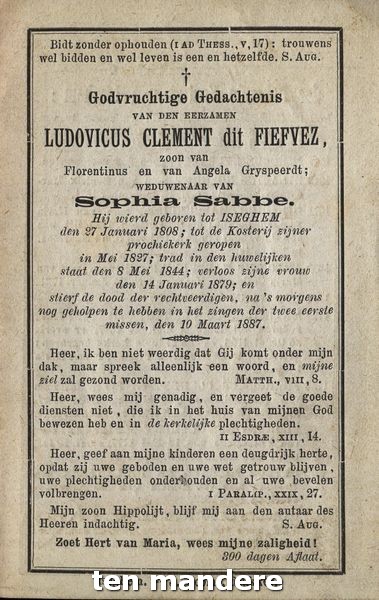 Bidt zonder ophouden (I AD THESS., V, 17) : trouwens
wel bidden en wel leven is een en hetzelfde. S. AUG.
†
Godvruchtige Gedachtenis
VAN DEN EERZAMEN
LUDOVICUS CLEMENT dit FIEFVEZ,
zoon van
Florentinus en van Angela Gryspeerdt;
WEDUWENAAR VAN
Sophia Sabbe.
Hij wierd geboren tot ISEGHEM
den 27 Januari 1808; tot de Kosterij zijner
prochiekerk geropen
in Mei 1827; trad in den huwelijken
staat den 8 Mei 1844; verloos zijne vrouw
den 14 Januari 1879; en
stierf de dood der rechtveerdigen, na 's morgens
nog geholpen te hebben in het zingen der twee eerste
missen, den 10 Maart 1887.
Heer, ik ben niet weerdig dat Gij komt onder mijn
dak, maar spreek alleenlijk een woord, en mijne
ziel zal gezond worden. MATTH., VIII, 8.
Heer, wees mij genadig, en vergeet de goede
diensten niet, die ik in het huis van mijnen God
bewezen heb en in de kerkelijke plechtigheden.
II ESDRÆ, XIII, 14.
Heer, geef aan mijne kinderen een deugdrijk herte,
opdat zij uwe geboden en uwe wet getrouw blijven,
uwe plechtigheden onderhouden en al uwe bevelen
volbrengen. I PARALIP., XXIX, 27.
Mijn zoon Hippolijt, blijf mij aan den autaar des
Heeren indachtig. S. AUG.
Zoet Hert van Maria, wees mijne zaligheid!
300 dagen Aflaat.
ten mandere